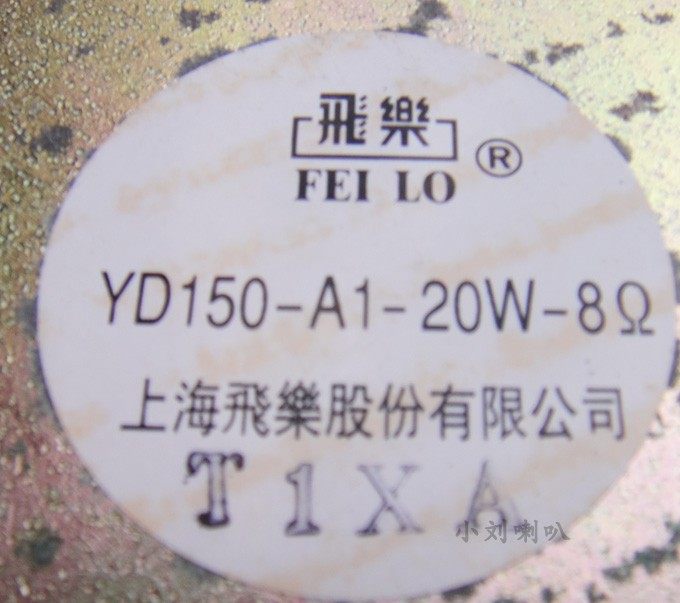 飛樂®
FEI LO
YD150-A1-20W-8Ω
上海飛樂股份有限公司
T1XA
小刘喇叭